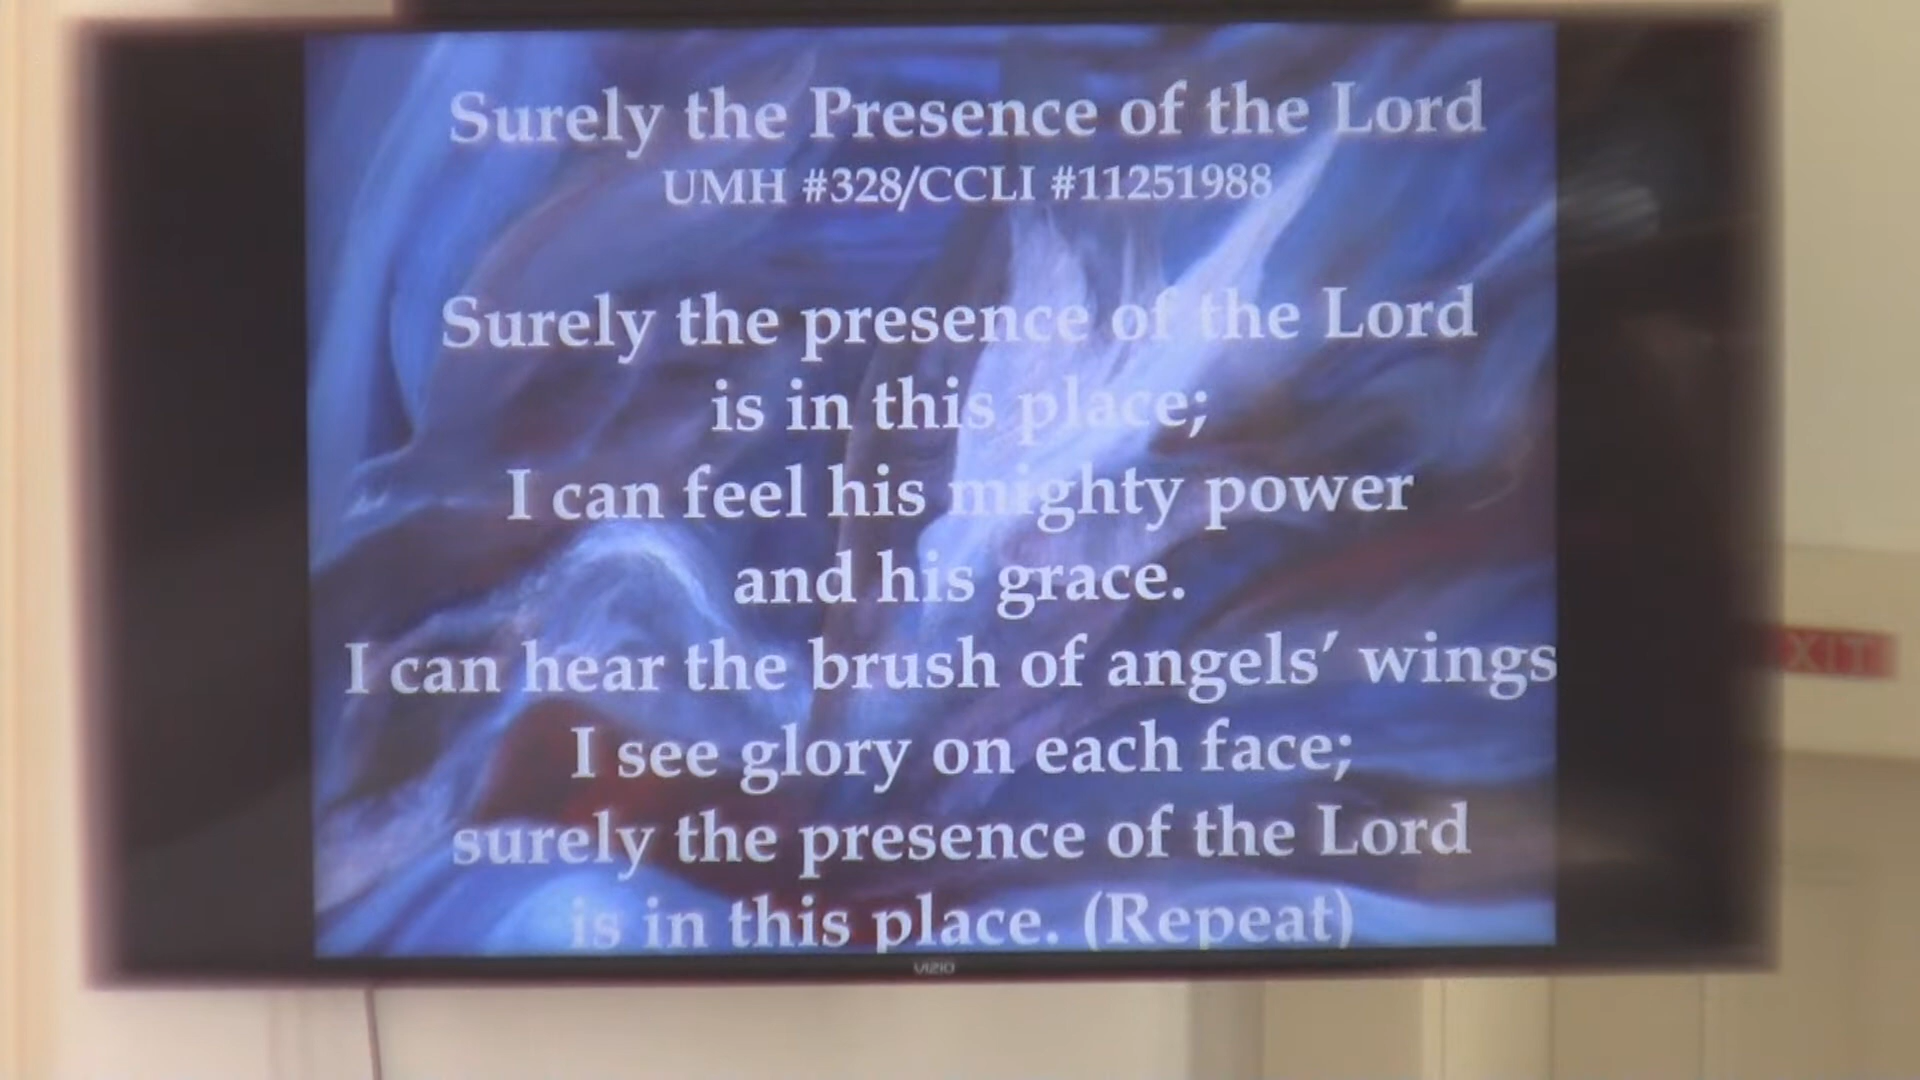 Surely the Presence of the Lord
UMH #328/CCLI #11251988
Surely the presence of the Lord
is in this place;
I can feel his mighty power
and his grace.
I can hear the brush of angels’ wings
I see glory on each face;
surely the presence of the Lord
is in this place. (Repeat)
VIZIO
XIT